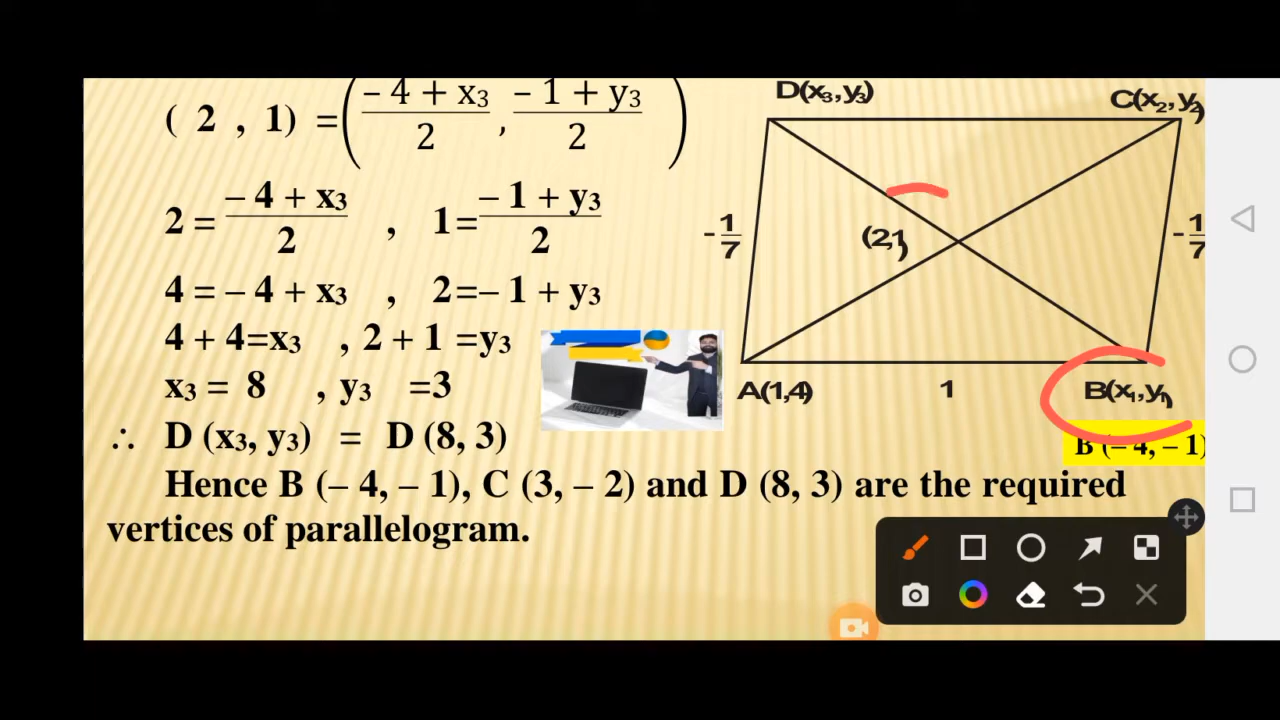 ( 2 , 1) = ( – 4 + x₃ / 2 , – 1 + y₃ / 2 )
2 = – 4 + x₃ / 2 , 1 = – 1 + y₃ / 2
4 = – 4 + x₃ , 2=– 1 + y₃
4 + 4=x₃ , 2 + 1 =y₃
x₃ = 8 , y₃ =3
∴ D (x₃, y₃) = D (8, 3)
Hence B (– 4, – 1), C (3, – 2) and D (8, 3) are the required
vertices of parallelogram.
D(x₃,y₃)
C(x₂,y₂)
- 1/7
(2,1)
- 1/7
A(1,4)
1
B(x₁,y₁)
B (– 4, – 1)